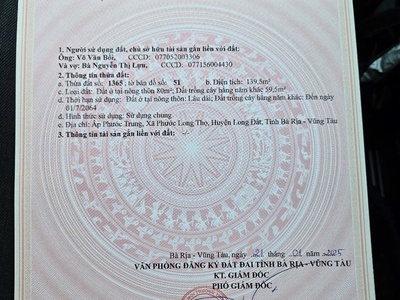 1. Người sử dụng đất, chủ sở hữu tài sản gắn liền với đất:
Ông: Võ Văn Bôi, CCCD: 077052003306
Và vợ: Bà Nguyễn Thị Lựu, CCCD: 077156004430
2. Thông tin thửa đất:
a. Thửa đất số: 1365, tờ bản đồ số: 51 b. Diện tích: 139.5m²
c. Loại đất: Đất ở tại nông thôn 80m²; Đất trồng cây hàng năm khác 59,5m²
d. Thời hạn sử dụng: Đất ở tại nông thôn: Lâu dài; Đất trồng cây hàng năm khác: Đến ngày
01/7/2064
d. Hình thức sử dụng: Sử dụng chung
e. Địa chỉ: Ấp Phước Trung, Xã Phước Long Thọ, Huyện Long Đất, Tỉnh Bà Rịa - Vũng Tàu
3. Thông tin tài sản gắn liền với đất:
Bà Rịa - Vũng Tàu, ngày 21 tháng 01 năm 2025
VĂN PHÒNG ĐĂNG KÝ ĐẤT ĐAI TỈNH BÀ RỊA - VŨNG TÀU
KT. GIÁM ĐỐC
PHÓ GIÁM ĐỐC